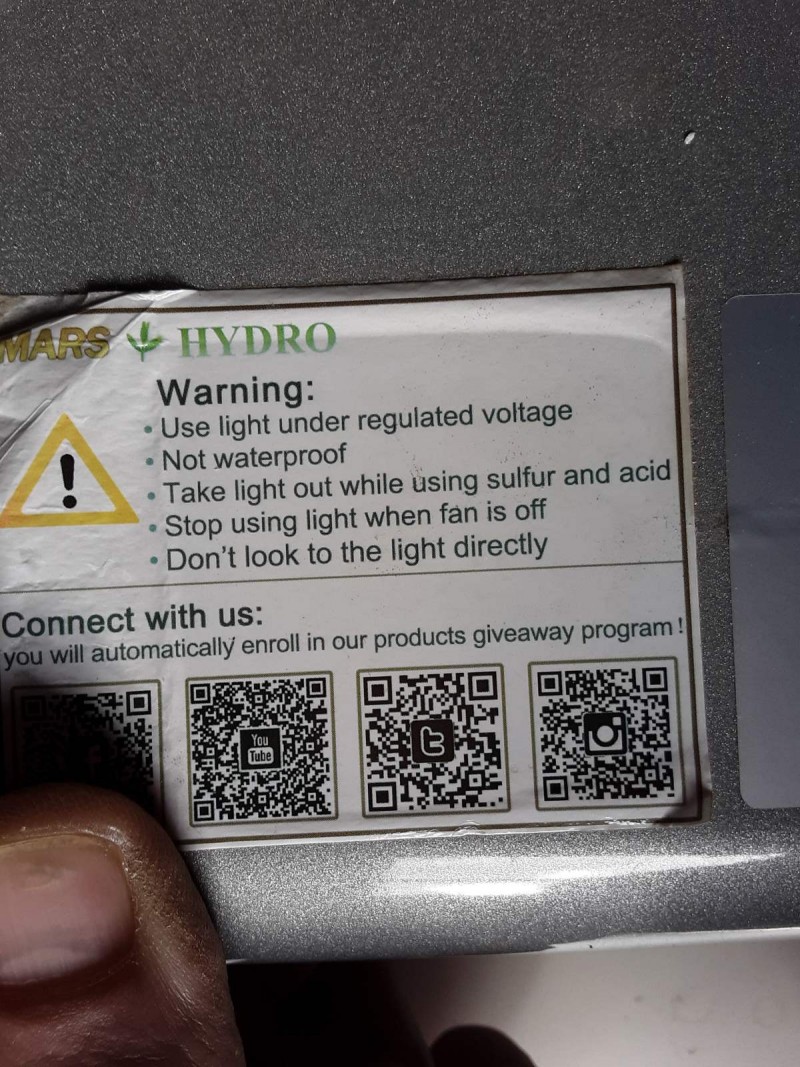 MARS HYDRO
Warning:
• Use light under regulated voltage
• Not waterproof
• Take light out while using sulfur and acid
• Stop using light when fan is off
• Don't look to the light directly
Connect with us:
you will automatically enroll in our products giveaway program!
You
Tube